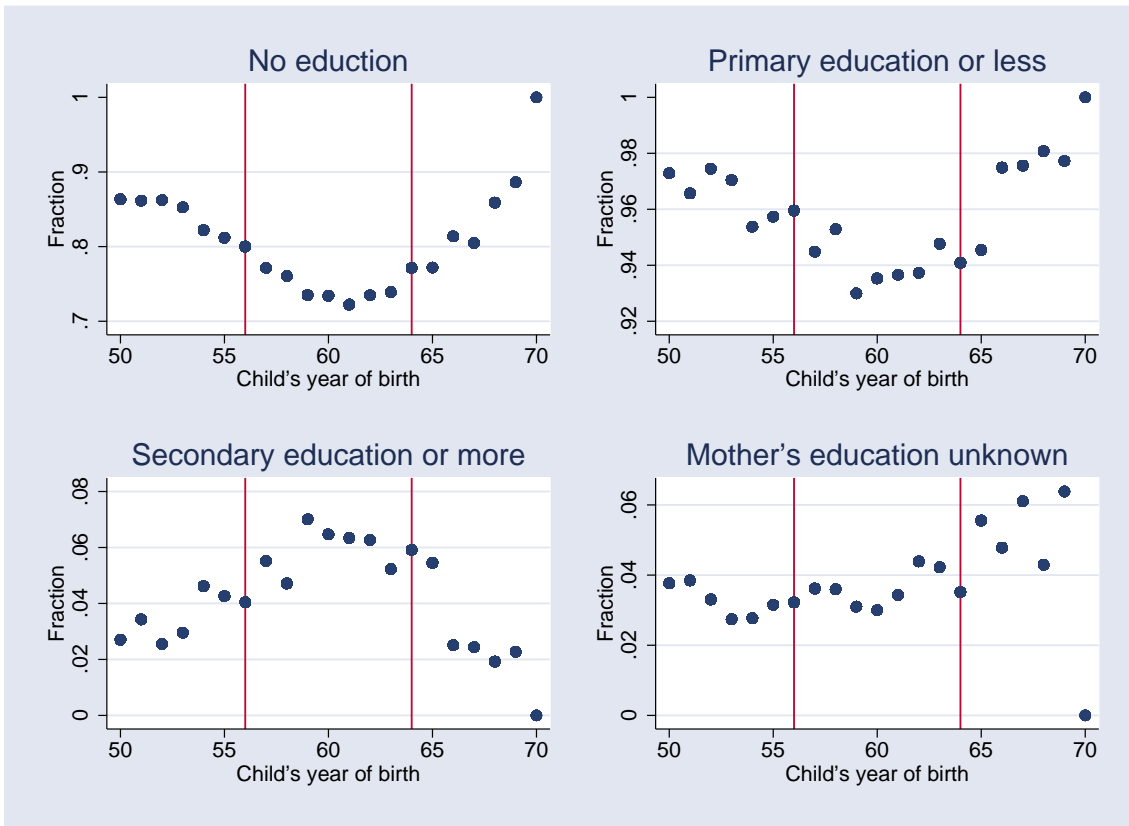 No eduction
Fraction
1
.9
.8
.7
50 55 60 65 70
Child's year of birth
Primary education or less
Fraction
1
.98
.96
.94
.92
50 55 60 65 70
Child's year of birth
Secondary education or more
Fraction
.08
.06
.04
.02
0
50 55 60 65 70
Child's year of birth
Mother's education unknown
Fraction
.06
.04
.02
0
50 55 60 65 70
Child's year of birth